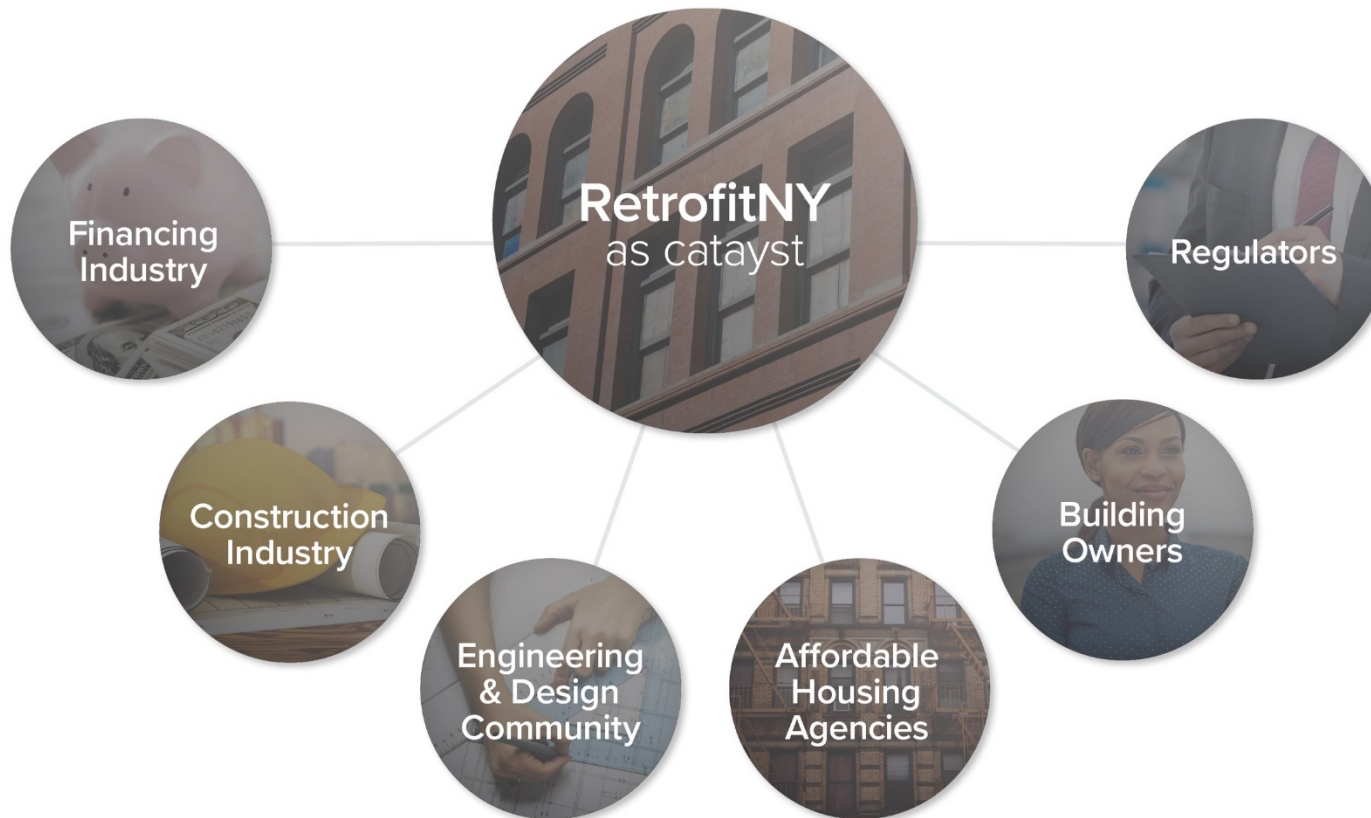 RetrofitNY
as catayst
Financing
Industry
Regulators
Construction
Industry
Building
Owners
Engineering
& Design
Community
Affordable
Housing
Agencies